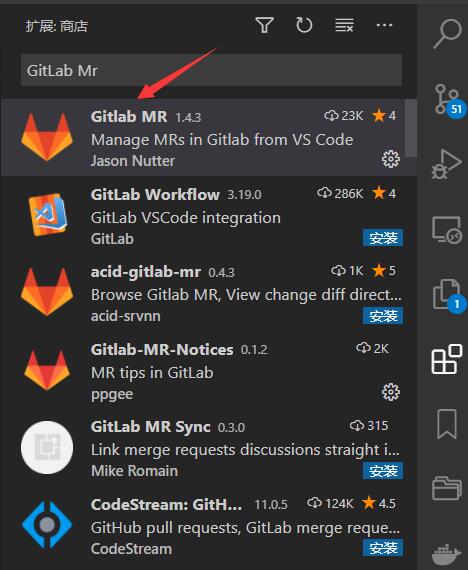 扩展: 商店
GitLab Mr
Gitlab MR 1.4.3 23K 4
Manage MRs in Gitlab from VS Code
Jason Nutter
GitLab Workflow 3.19.0 286K 4
GitLab VSCode integration
GitLab 安装
acid-gitlab-mr 0.4.3 1K 5
Browse Gitlab MR, View change diff direct...
acid-srvnn 安装
Gitlab-MR-Notices 0.1.2 2K
MR tips in GitLab
ppgee
GitLab MR Sync 0.3.0 315
Link merge requests discussions straight i...
Mike Romain 安装
CodeStream: GitH... 11.0.5 124K 4.5
GitHub pull requests, GitLab merge reque...
CodeStream 安装
51
1